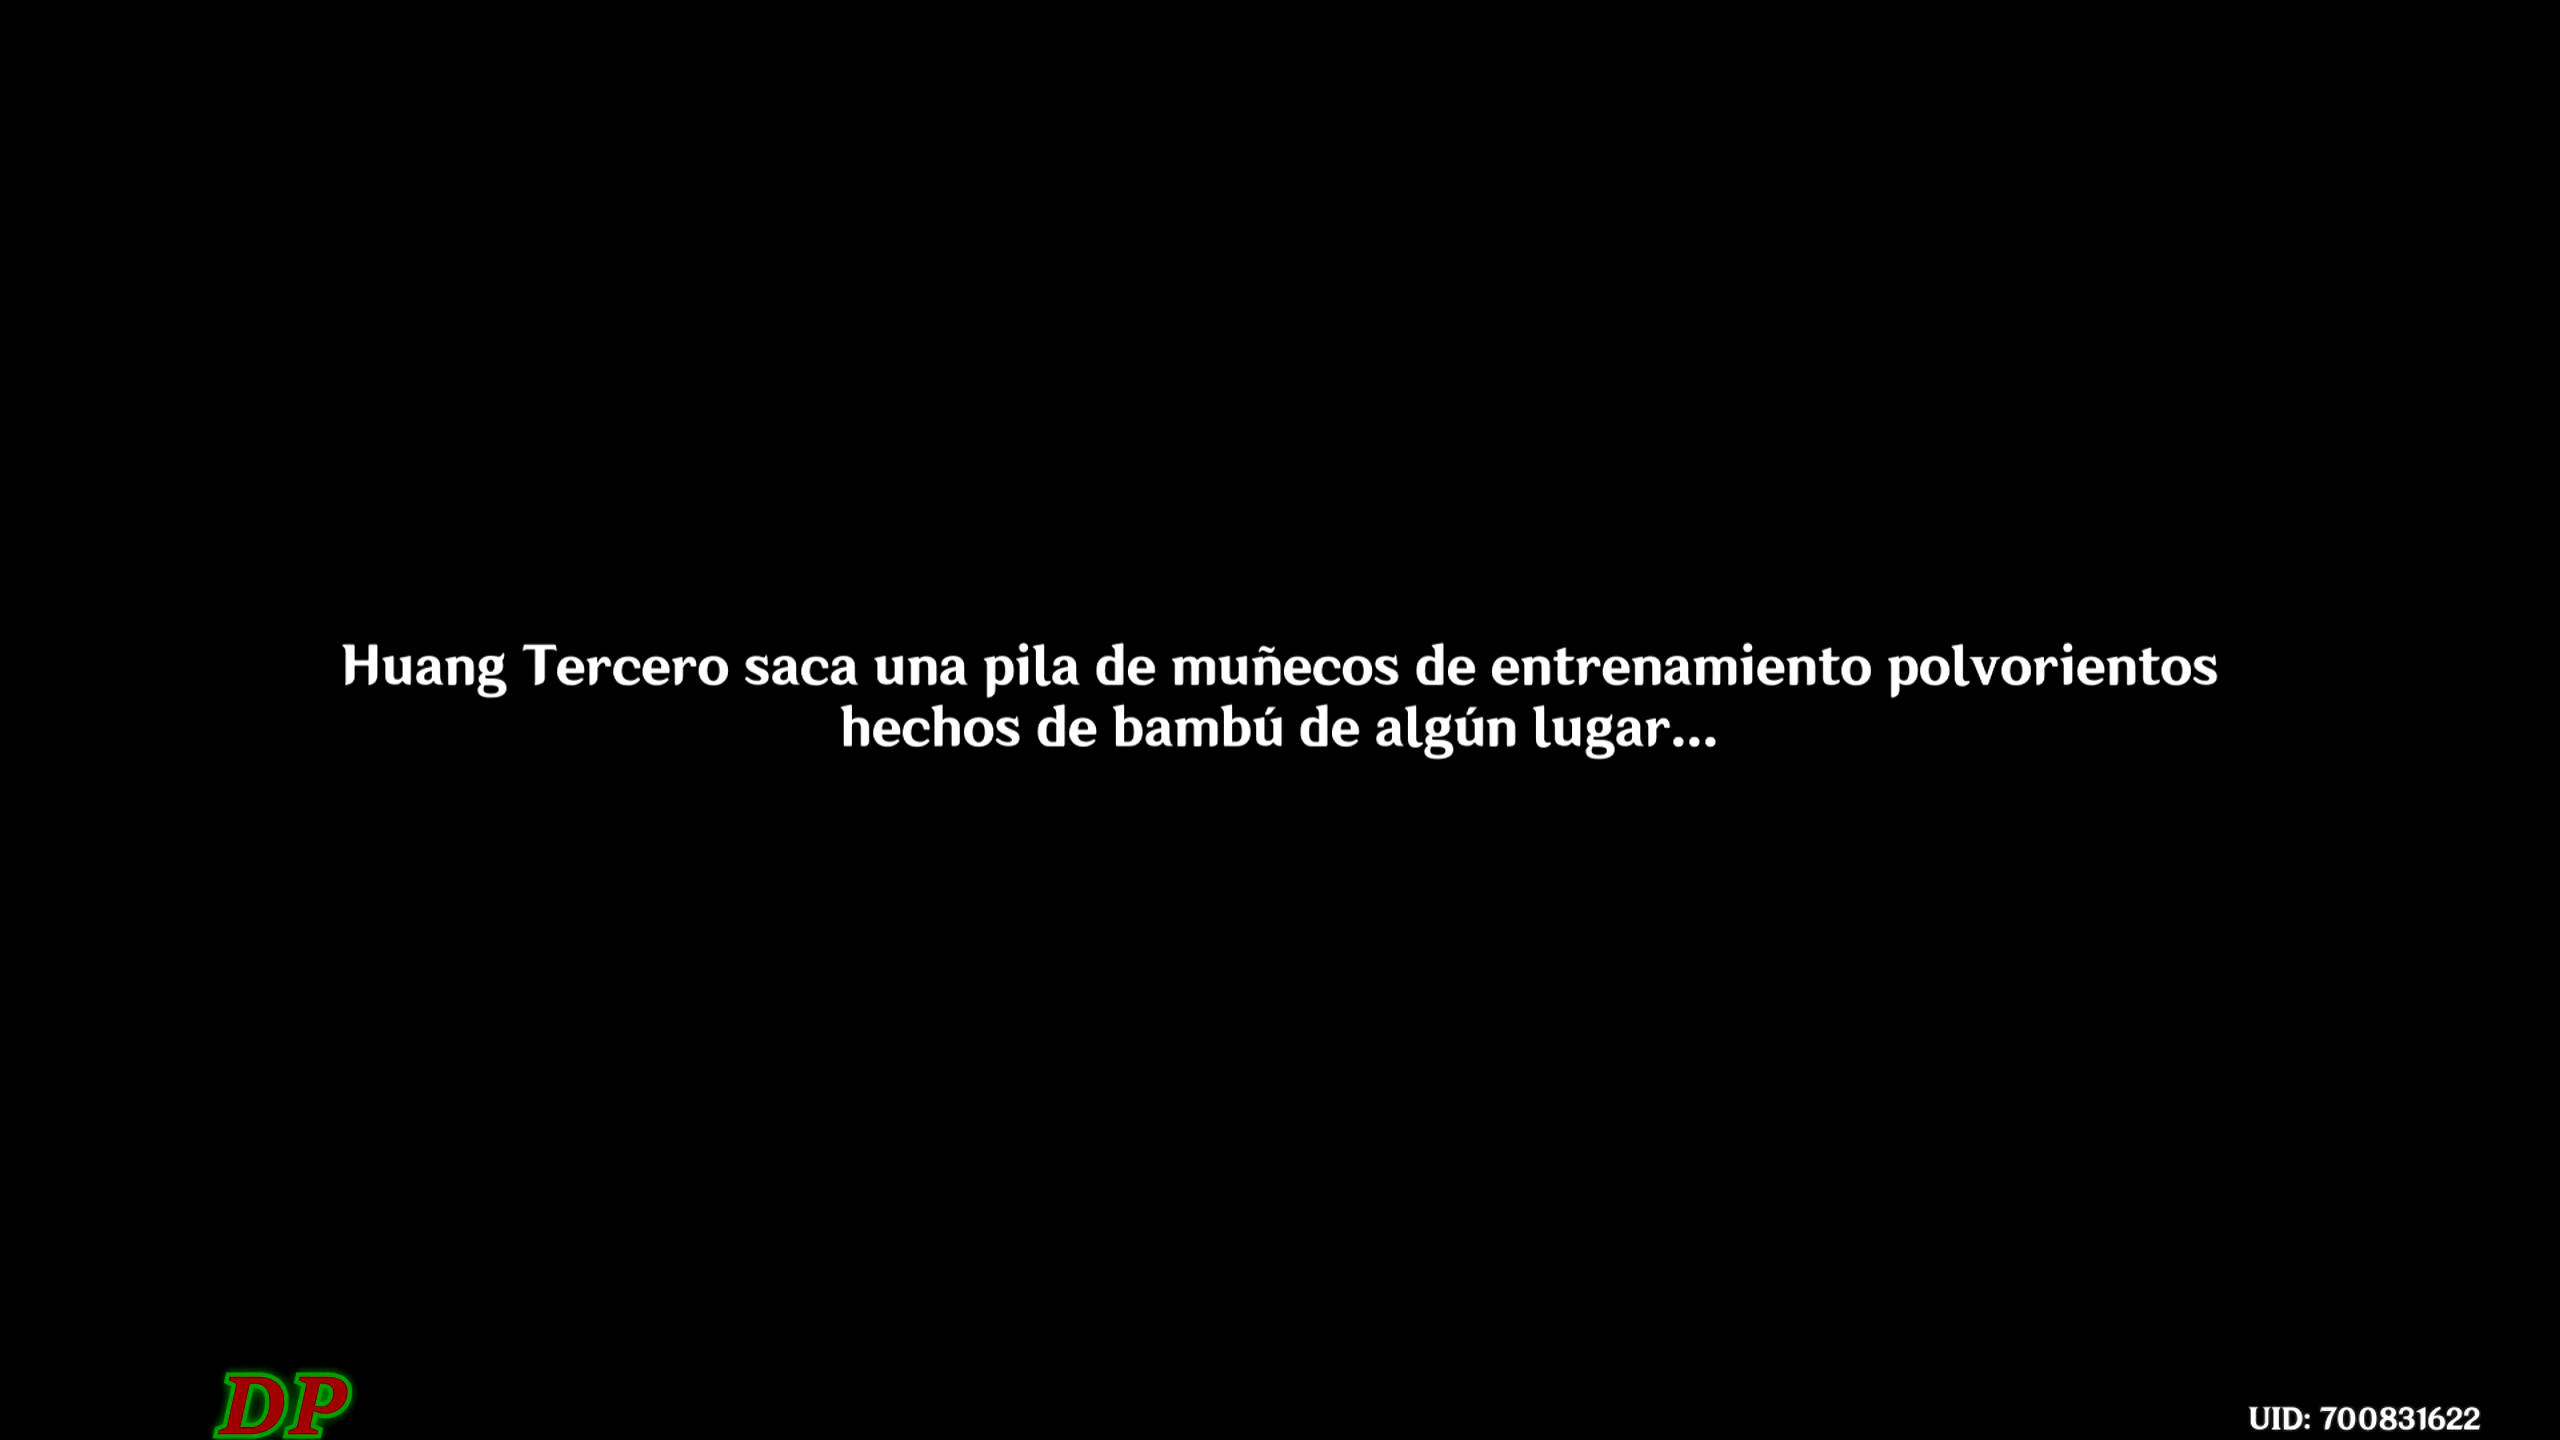 Huang Tercero saca una pila de muñecos de entrenamiento polvorientos
hechos de bambú de algún lugar...
DP
UID: 700831622